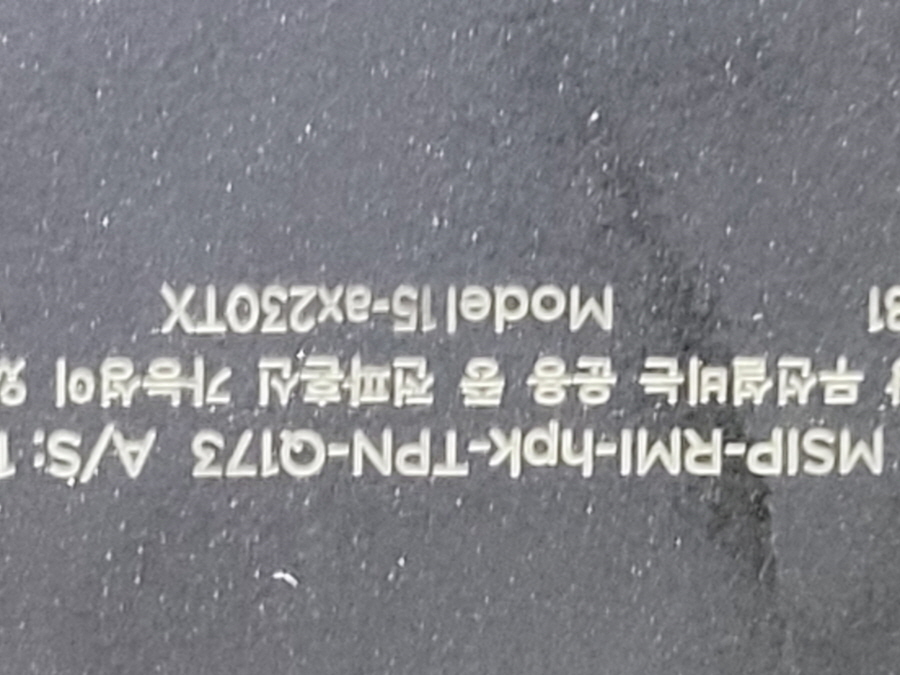 MSIP-RMI-hpk-TPN-Q173 A/S:
무선설비는 운용 중 전파혼신 가능성이 있
Model 15-ax230TX